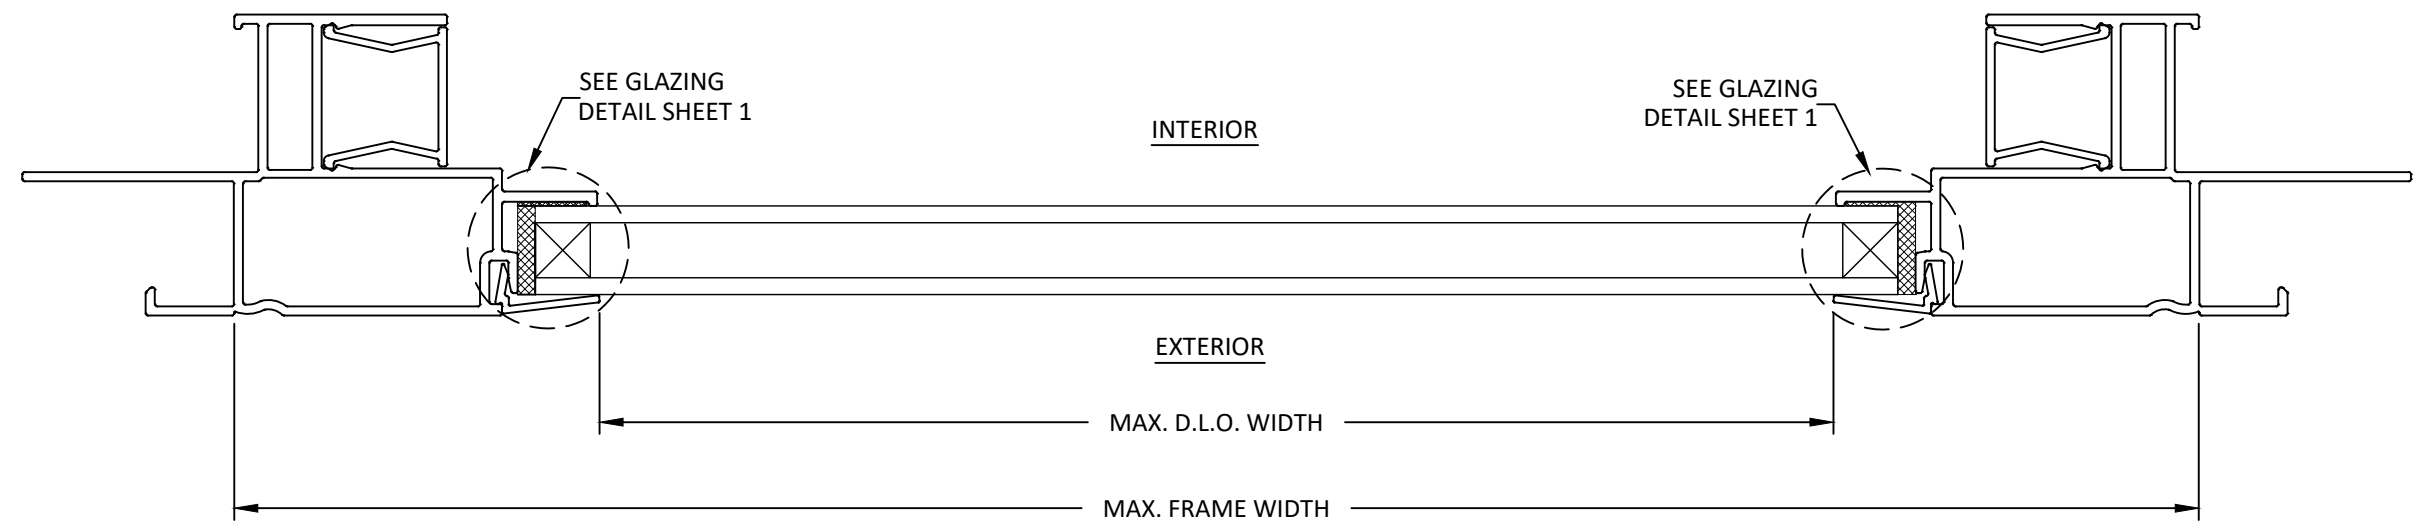 SEE GLAZING
DETAIL SHEET 1
SEE GLAZING
DETAIL SHEET 1
INTERIOR
EXTERIOR
MAX. D.L.O. WIDTH
MAX. FRAME WIDTH